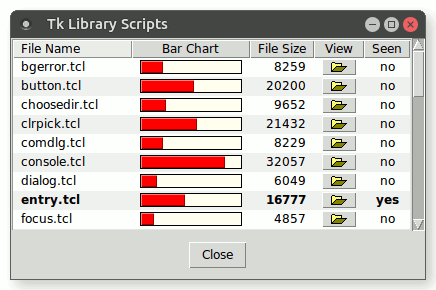 Tk Library Scripts
File Name Bar Chart File Size View Seen
bgerror.tcl 8259 no
button.tcl 20200 no
choosedir.tcl 9652 no
clrpick.tcl 21432 no
comdlg.tcl 8229 no
console.tcl 32057 no
dialog.tcl 6049 no
entry.tcl 16777 yes
focus.tcl 4857 no
Close